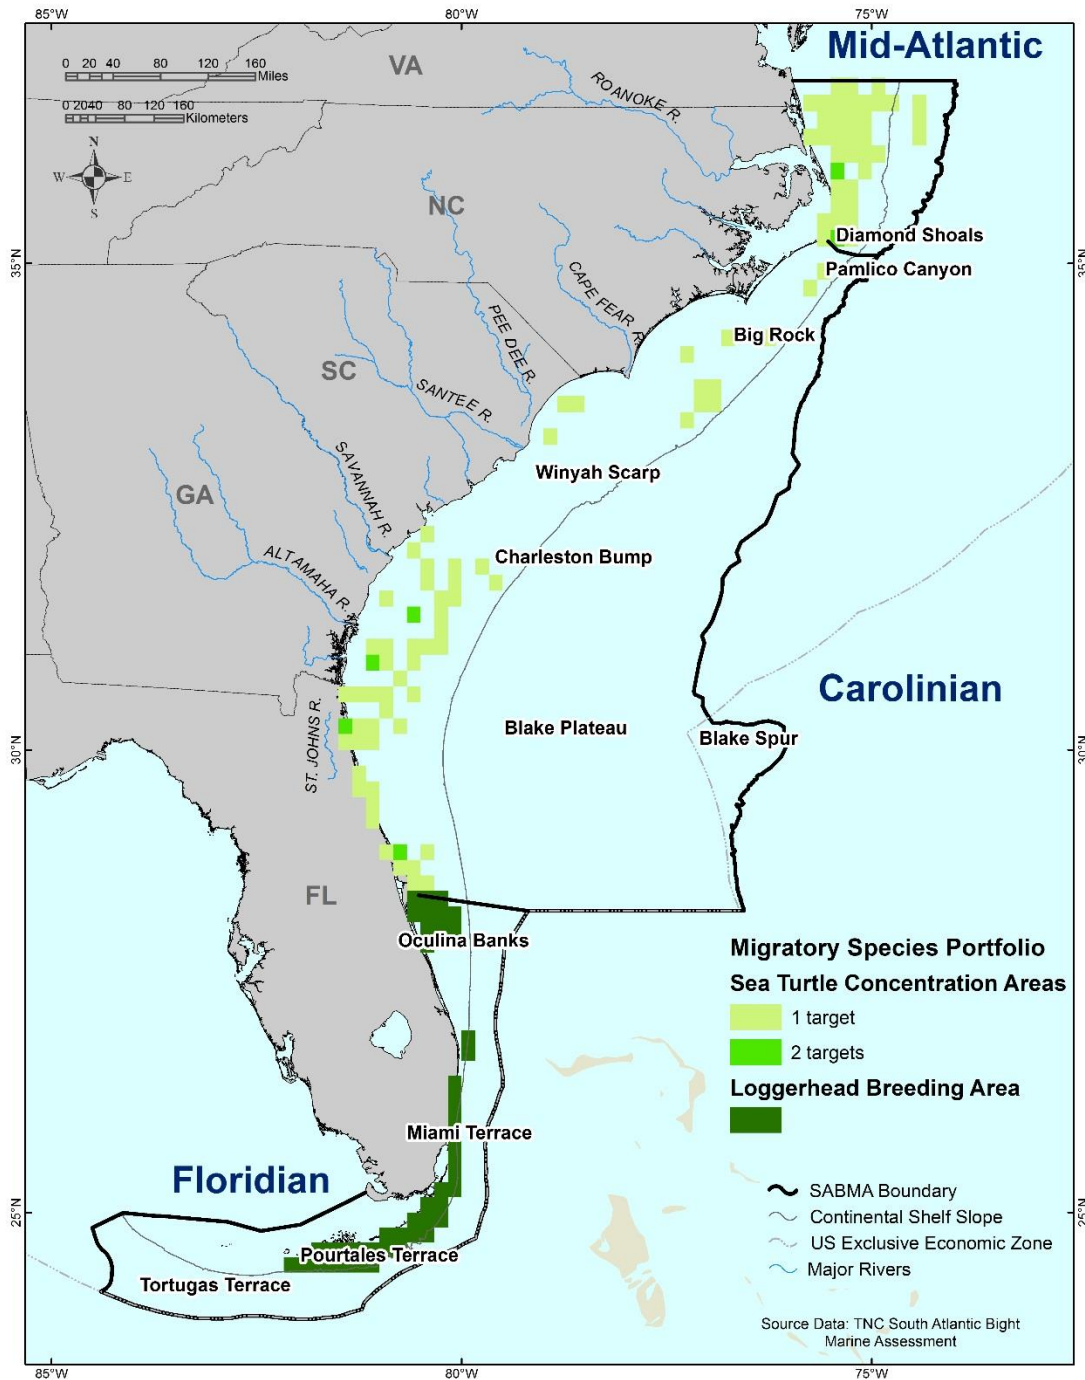 85°W
80°W
75°W
Mid-Atlantic
0 20 40 80 120 160
Miles
0 20 40 80 120 160
Kilometers
N
W E
S
VA
ROANOKE R.
NC
Diamond Shoals
35°N
35°N
Pamlico Canyon
CAPE FEAR R.
PEE DEE R.
Big Rock
SC
SANTEE R.
Winyah Scarp
SAVANNAH R.
GA
Charleston Bump
ALTAMAHA R.
Carolinian
ST. JOHNS R.
Blake Plateau
Blake Spur
30°N
30°N
FL
Oculina Banks
Migratory Species Portfolio
Sea Turtle Concentration Areas
1 target
2 targets
Loggerhead Breeding Area
Miami Terrace
Floridian
SABMA Boundary
Continental Shelf Slope
US Exclusive Economic Zone
Major Rivers
25°N
25°N
Pourtales Terrace
Tortugas Terrace
Source Data: TNC South Atlantic Bight
Marine Assessment
85°W
80°W
75°W